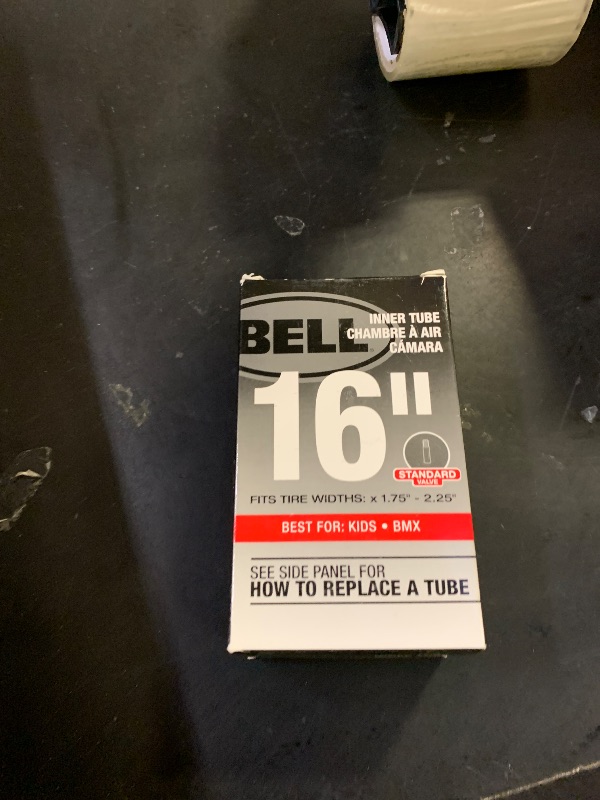 BELL
INNER TUBE
CHAMBRE À AIR
CÁMARA
16"
STANDARD
VALVE
FITS TIRE WIDTHS: x 1.75" - 2.25"
BEST FOR: KIDS • BMX
SEE SIDE PANEL FOR
HOW TO REPLACE A TUBE